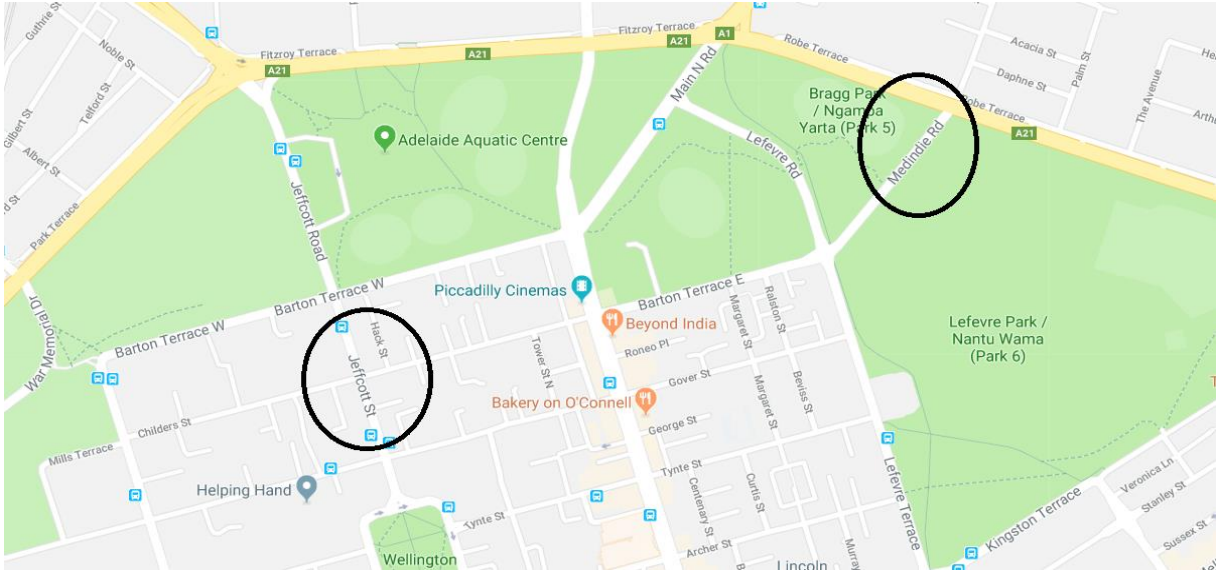 Guthrie St
Noble St
Telford St
Gilbert St
Albert St
Park Terrace
Fitzroy Terrace
A21
A21
Fitzroy Terrace
A21
A1
Robe Terrace
Acacia St
Palm St
Daphne St
The Avenue
Robe Terrace
A21
Main N Rd
Bragg Park
/ Ngampa
Yarta (Park 5)
Medindie Rd
Lefevre Rd
Adelaide Aquatic Centre
Jeffcott Road
War Memorial Dr
Barton Terrace W
Barton Terrace W
Piccadilly Cinemas
Barton Terrace E
Beyond India
Roneo Pl
Margaret St
Ralston St
Lefevre Park /
Nantu Wama
(Park 6)
Hack St
Jeffcott St
Tower St N
Gover St
Margaret St
Beviss St
Bakery on O'Connell
George St
Childers St
Mills Terrace
Helping Hand
Tynte St
Tynte St
Centenary St
Curtis St
Lefevre Terrace
Kingston Terrace
Veronica Ln
Stanley St
Sussex St
Archer St
Wellington
Lincoln